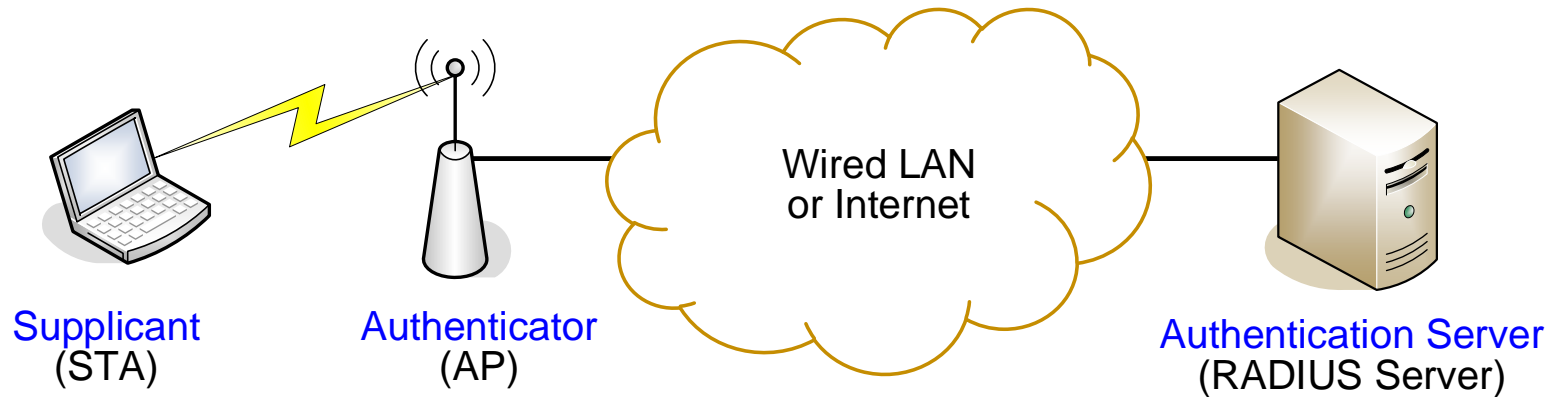 Wired LAN
or Internet
Supplicant
(STA)
Authenticator
(AP)
Authentication Server
(RADIUS Server)